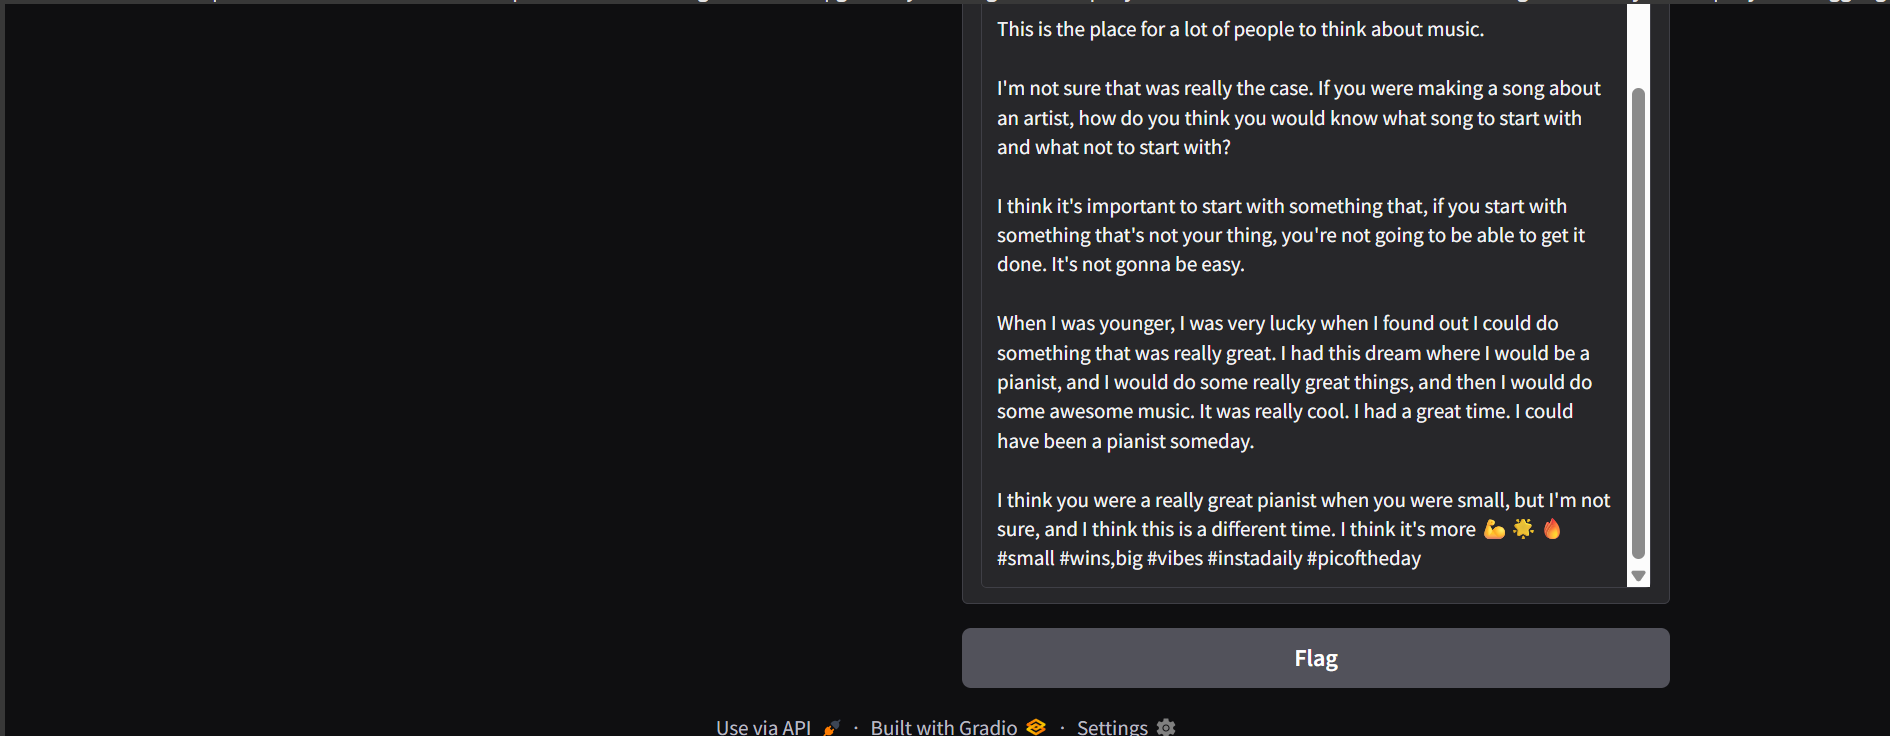 This is the place for a lot of people to think about music.
I'm not sure that was really the case. If you were making a song about
an artist, how do you think you would know what song to start with
and what not to start with?
I think it's important to start with something that, if you start with
something that's not your thing, you're not going to be able to get it
done. It's not gonna be easy.
When I was younger, I was very lucky when I found out I could do
something that was really great. I had this dream where I would be a
pianist, and I would do some really great things, and then I would do
some awesome music. It was really cool. I had a great time. I could
have been a pianist someday.
I think you were a really great pianist when you were small, but I'm not
sure, and I think this is a different time. I think it's more 💪 🌟 🔥
#small #wins,big #vibes #instadaily #picoftheday
Flag
Use via API 🚀 · Built with Gradio · Settings ⚙️